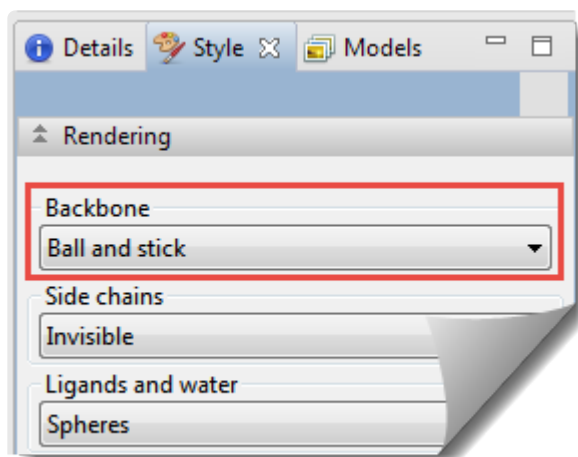 Details Style Models
Rendering
Backbone
Ball and stick
Side chains
Invisible
Ligands and water
Spheres